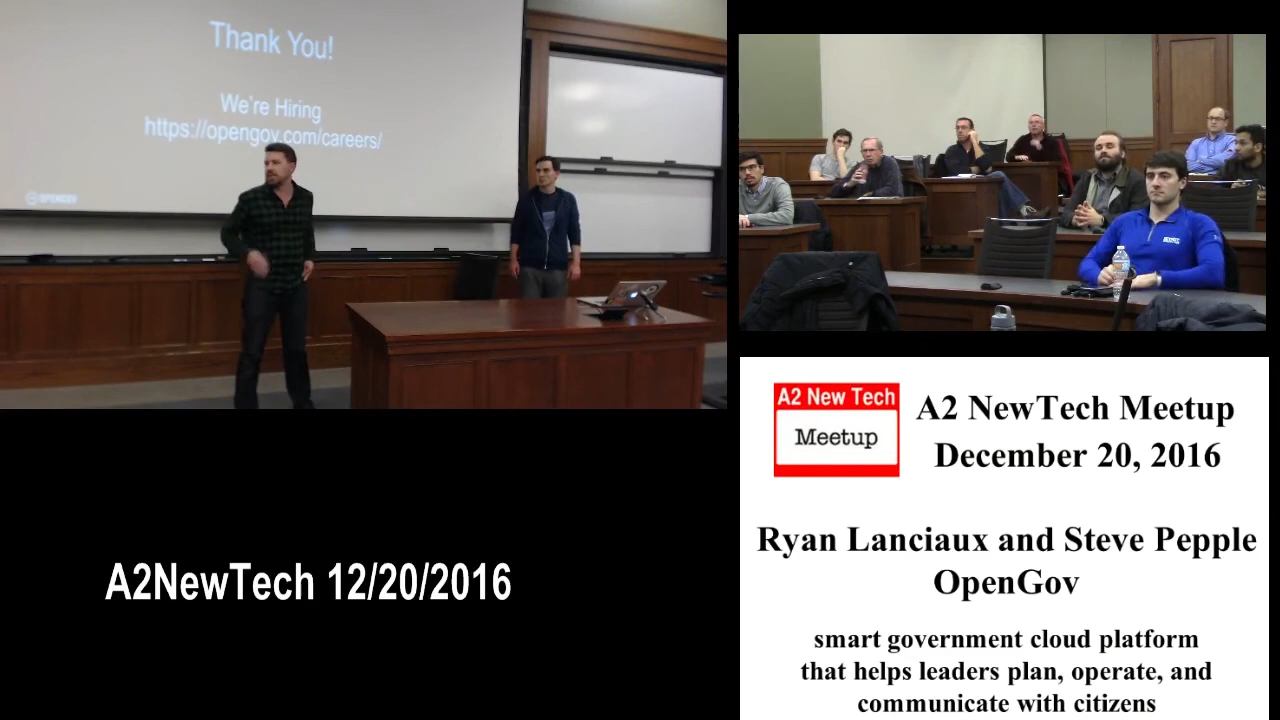 Thank You!
We're Hiring
https://opengov.com/careers/
OPENGOV
A2 New Tech
Meetup
A2 NewTech Meetup
December 20, 2016
Ryan Lanciaux and Steve Pepple
OpenGov
smart government cloud platform
that helps leaders plan, operate, and
communicate with citizens
A2NewTech 12/20/2016